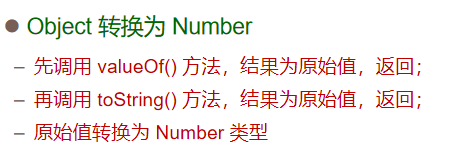 ● Object 转换为 Number
– 先调用 valueOf() 方法，结果为原始值，返回；
– 再调用 toString() 方法，结果为原始值，返回；
– 原始值转换为 Number 类型